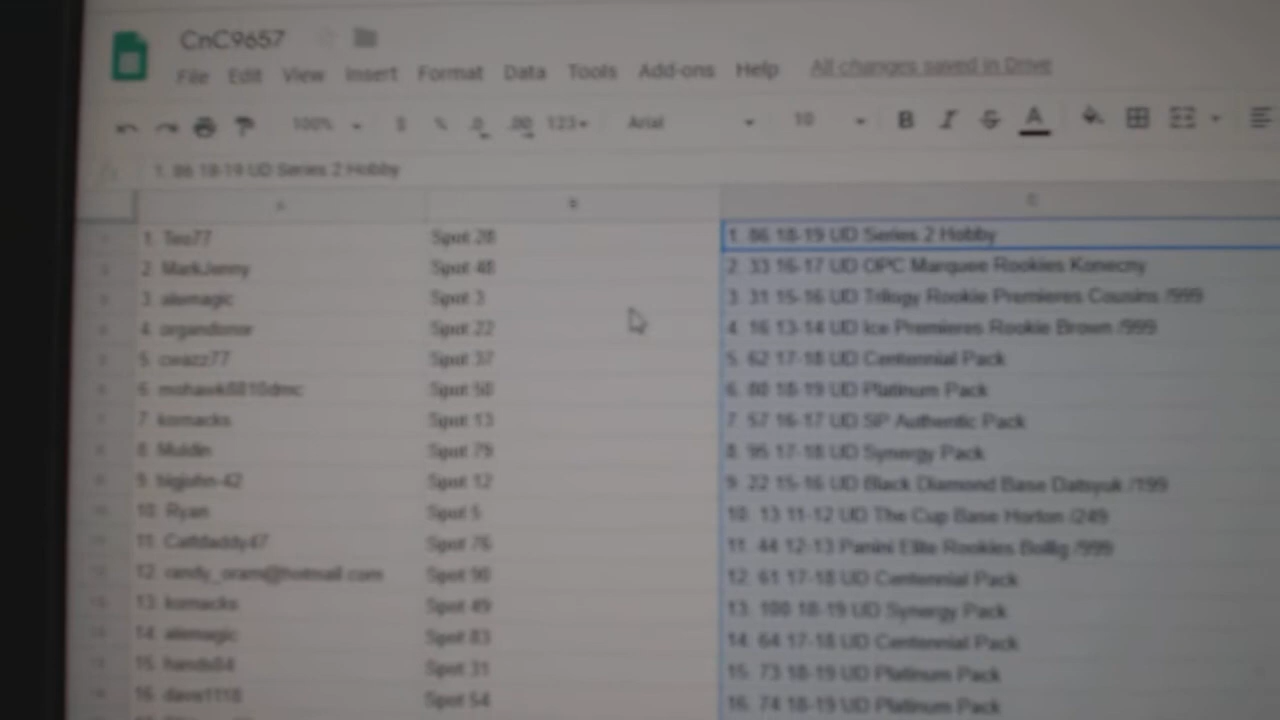 CnC9657
File Edit View Insert Format Data Tools Add-ons Help All changes saved in Drive
100% $ % .0 .00 123 Arial 10 B I S A
1. 86 18-19 UD Series 2 Hobby
A B C
1. Teo77 Spot 28 1. 86 18-19 UD Series 2 Hobby
2. MarkJenny Spot 48 2. 33 16-17 UD OPC Marquee Rookies Konecny
3. alemagic Spot 3 3. 31 15-16 UD Trilogy Rookie Premieres Cousins /999
4. organdonor Spot 22 4. 16 13-14 UD Ice Premieres Rookie Brown /999
5. cwazz77 Spot 37 5. 62 17-18 UD Centennial Pack
6. mohawk8810dmc Spot 50 6. 80 18-19 UD Platinum Pack
7. kornacks Spot 13 7. 57 16-17 UD SP Authentic Pack
8. Muldin Spot 79 8. 95 17-18 UD Synergy Pack
9. bigjohn-42 Spot 12 9. 22 15-16 UD Black Diamond Base Datsyuk /199
10. Ryan Spot 5 10. 13 11-12 UD The Cup Base Horton /249
11. Catfdaddy47 Spot 76 11. 44 12-13 Panini Elite Rookies Bollig /999
12. randy_oram@hotmail.com Spot 90 12. 61 17-18 UD Centennial Pack
13. kornacks Spot 49 13. 100 18-19 UD Synergy Pack
14. alemagic Spot 83 14. 64 17-18 UD Centennial Pack
15. hands84 Spot 31 15. 73 18-19 UD Platinum Pack
16. dave1118 Spot 54 16. 74 18-19 UD Platinum Pack